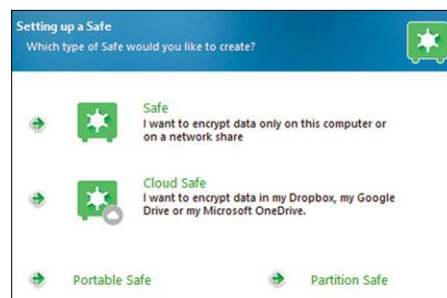 Setting up a Safe
Which type of Safe would you like to create?
Safe
I want to encrypt data only on this computer or
on a network share
Cloud Safe
I want to encrypt data in my Dropbox, my Google
Drive or my Microsoft OneDrive.
Portable Safe
Partition Safe